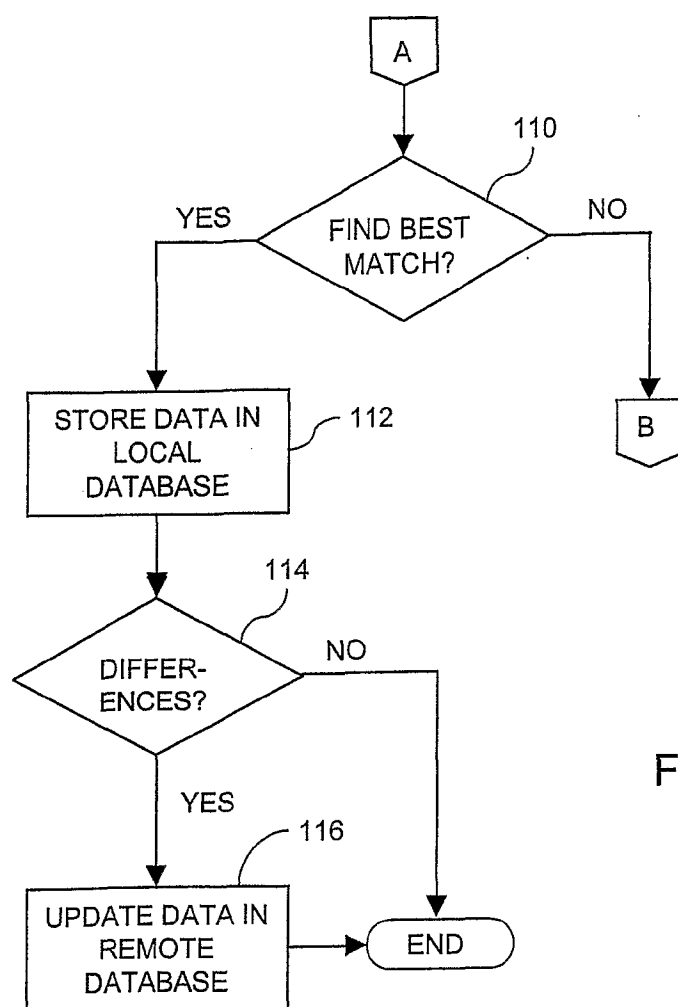 A
110
YES
NO
FIND BEST
MATCH?
STORE DATA IN
LOCAL
DATABASE
112
B
114
DIFFER-
ENCES?
NO
YES
F
116
UPDATE DATA IN
REMOTE
DATABASE
END